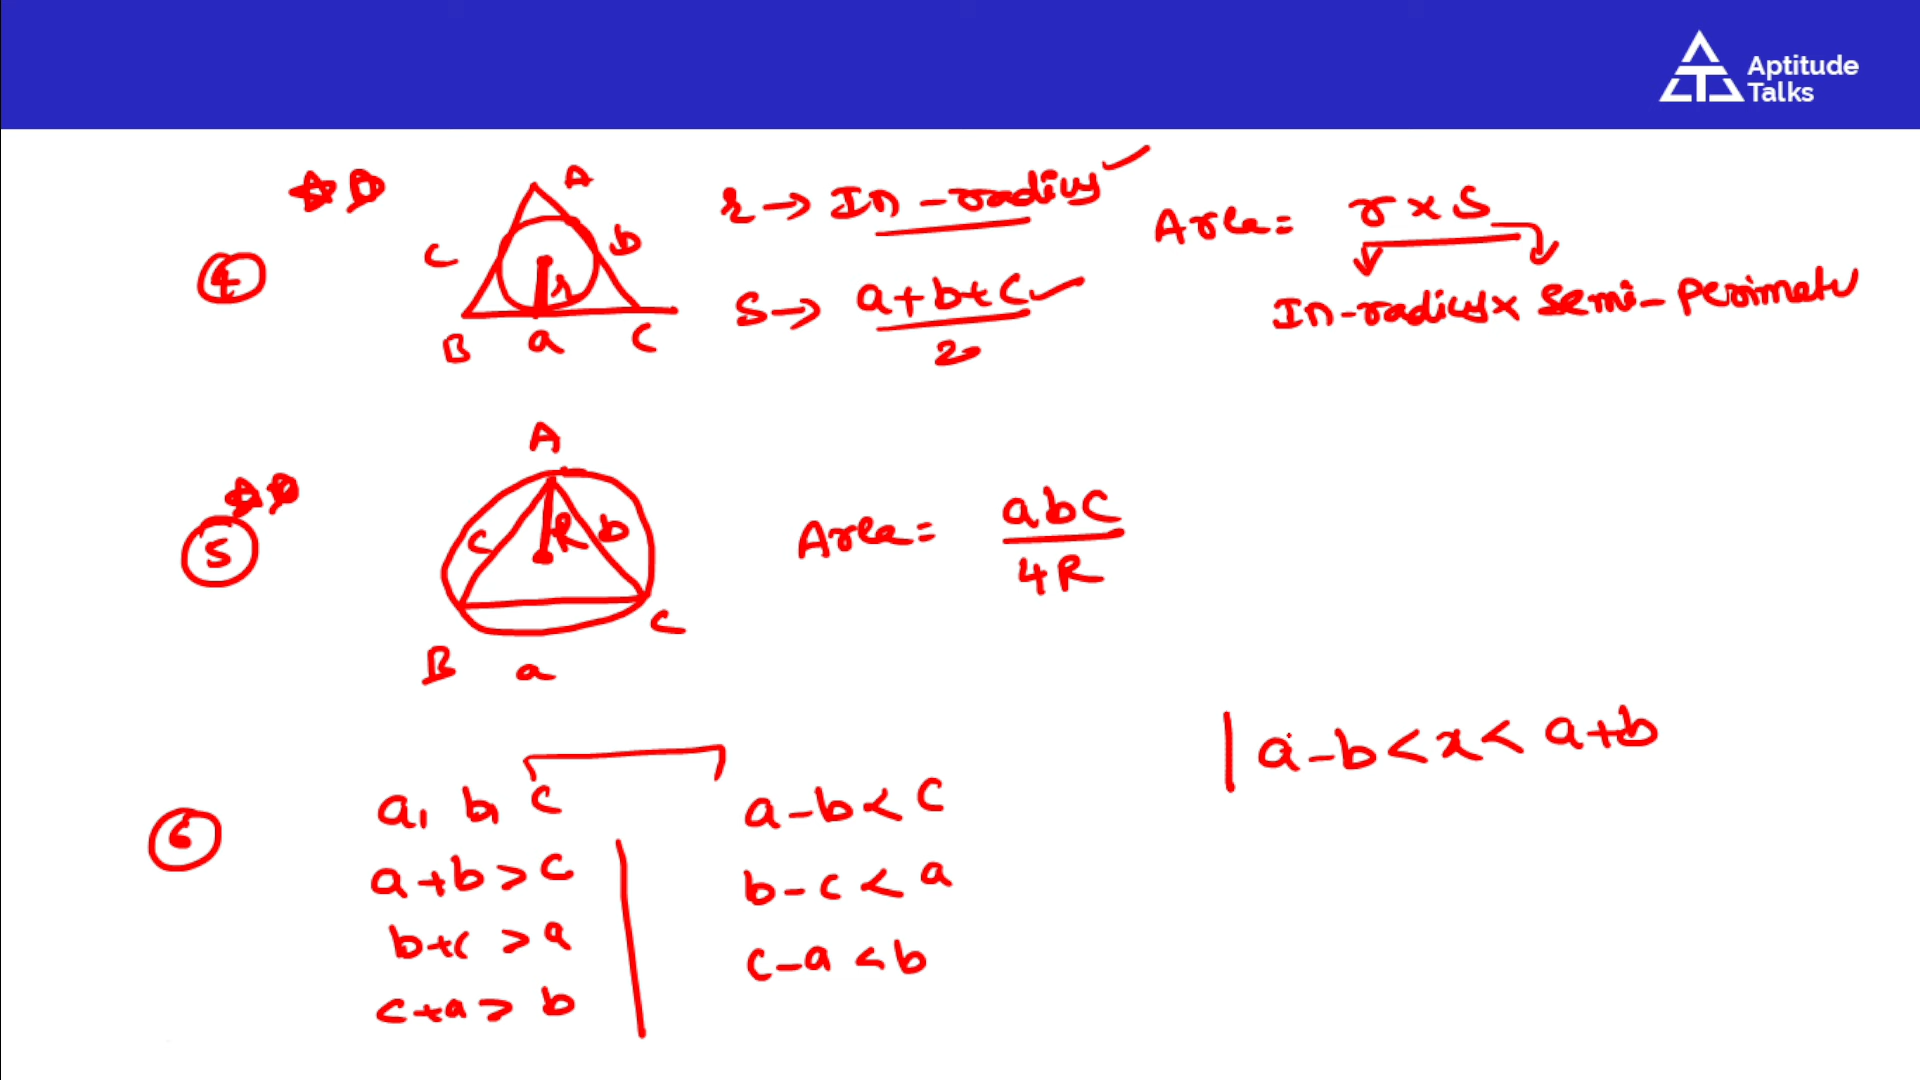 Aptitude
Talks
4
A
c
b
r
B
a
C
r → In-radius
s → a+b+c
2
Area = r × s
In-radius × Semi-Perimeter
5
A
c
R
b
B
a
C
Area = abc
4R
6
a, b, c
a+b > c
b+c > a
c+a > b
a-b < c
b-c < a
c-a < b
a-b < x < a+b